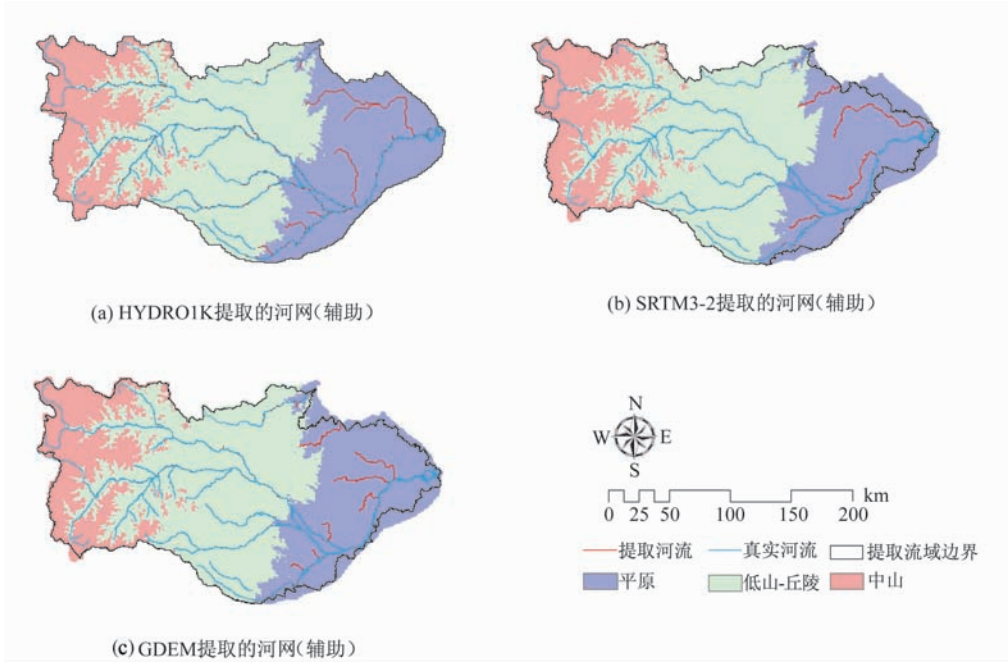 (a) HYDRO1K提取的河网(辅助)
(b) SRTM3-2提取的河网(辅助)
(c) GDEM提取的河网(辅助)
N
W E
S
km
0 25 50 100 150 200
提取河流 真实河流 提取流域边界
平原 低山-丘陵 中山